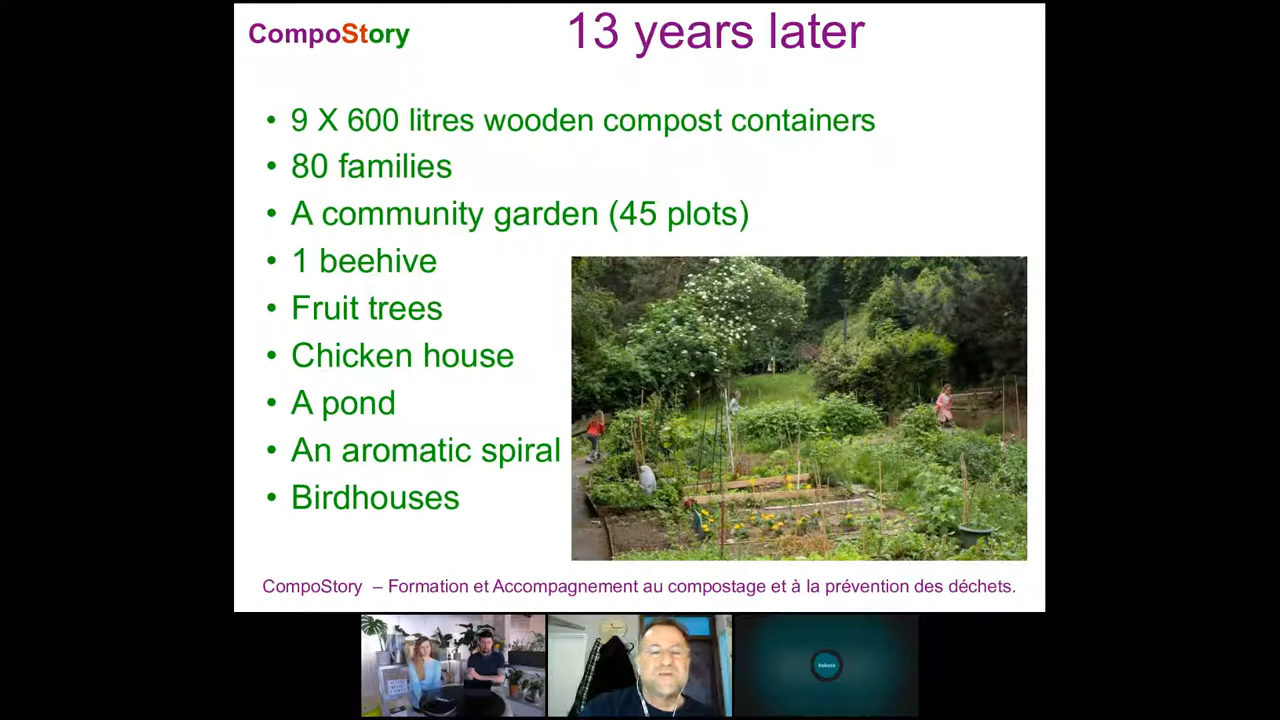 CompoStory
13 years later
• 9 X 600 litres wooden compost containers
• 80 families
• A community garden (45 plots)
• 1 beehive
• Fruit trees
• Chicken house
• A pond
• An aromatic spiral
• Birdhouses
CompoStory – Formation et Accompagnement au compostage et à la prévention des déchets.
kokoza